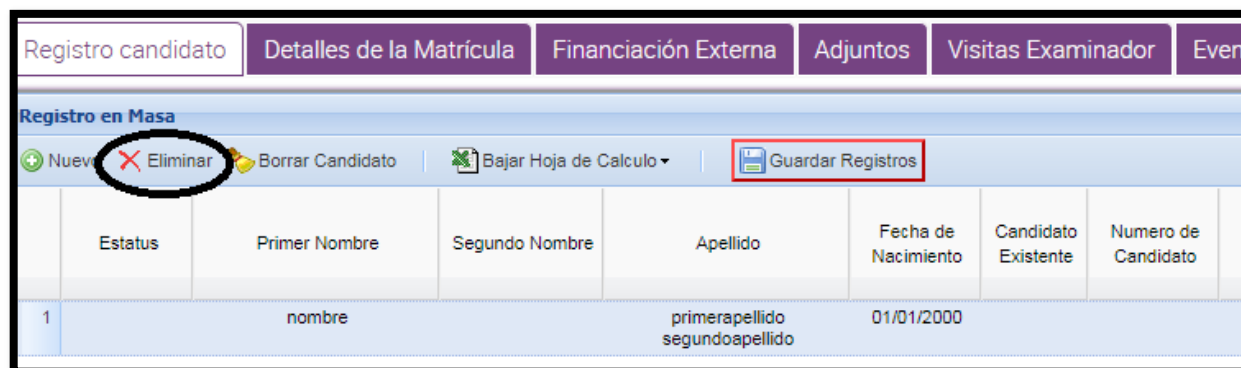 Registro candidato Detalles de la Matrícula Financiación Externa Adjuntos Visitas Examinador Even
Registro en Masa
Nuevo Eliminar Borrar Candidato Bajar Hoja de Calculo Guardar Registros
Estatus Primer Nombre Segundo Nombre Apellido Fecha de Nacimiento Candidato Existente Numero de Candidato
1 nombre primerapellido 01/01/2000
segundoapellido